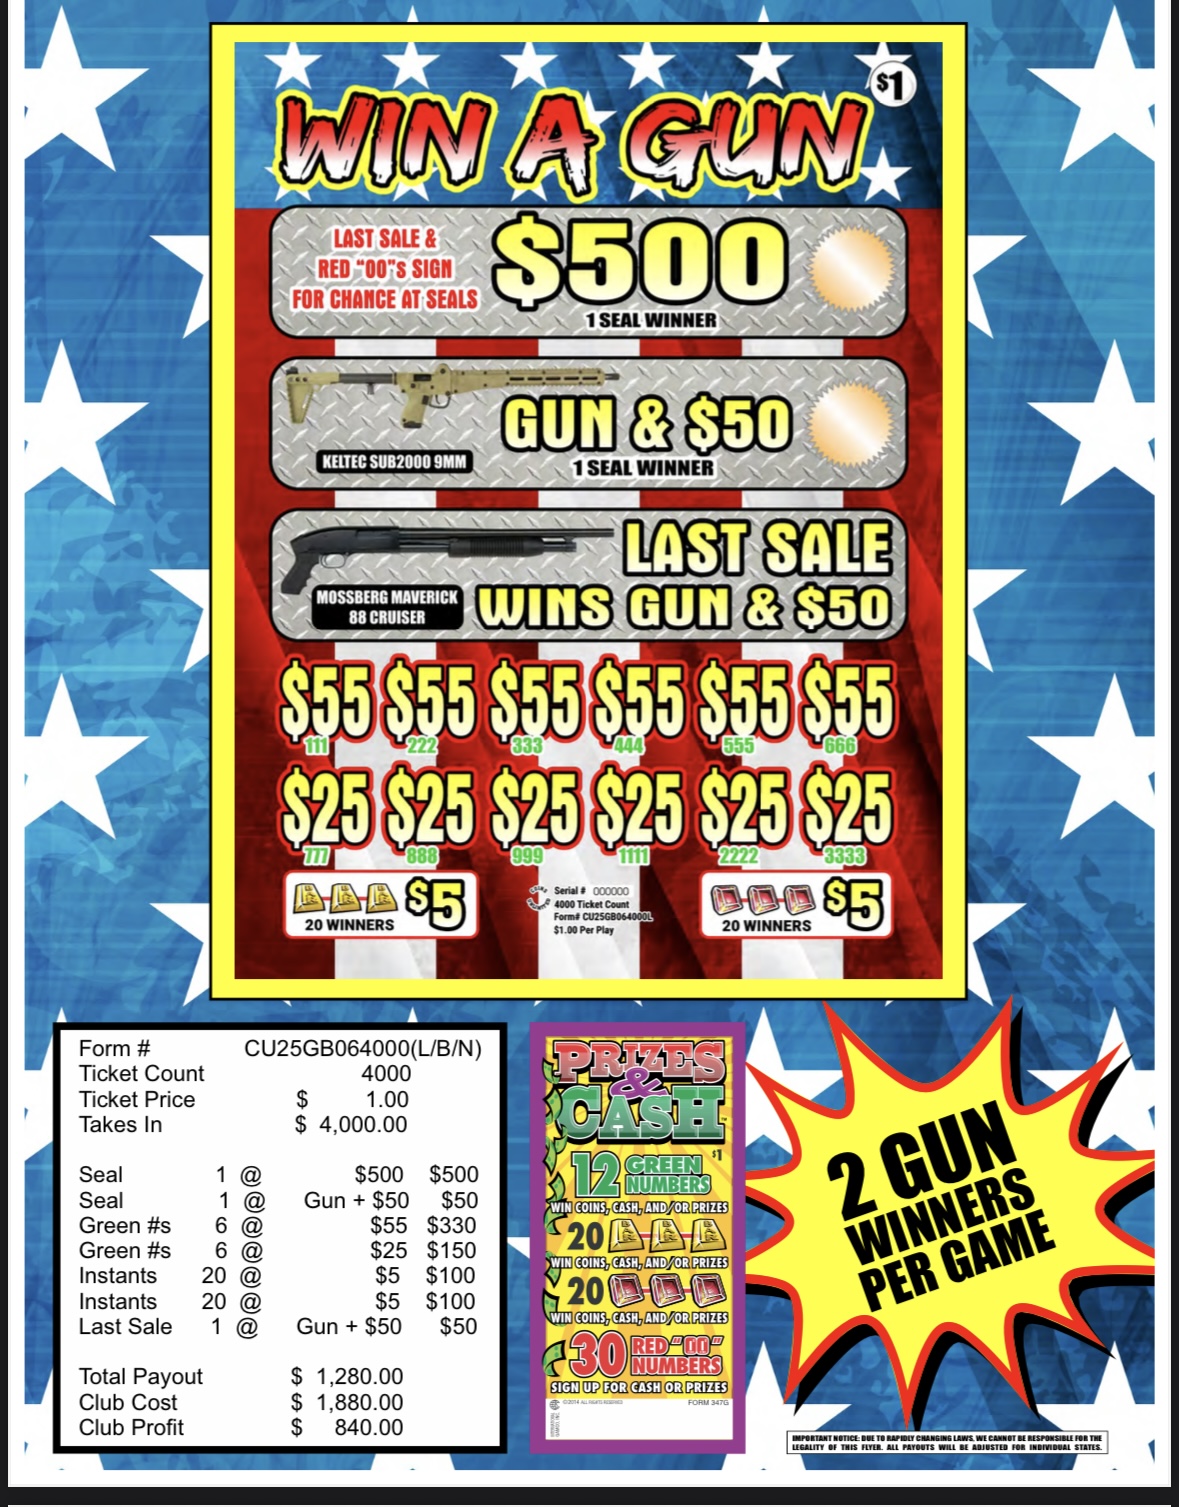 $1
WIN A GUN
LAST SALE &
RED "00"s SIGN
FOR CHANCE AT SEALS
$500
1 SEAL WINNER
KELTEC SUB2000 9MM
GUN & $50
1 SEAL WINNER
MOSSBERG MAVERICK
88 CRUISER
LAST SALE
WINS GUN & $50
$55 $55 $55 $55 $55 $55
111 222 333 444 555 666
$25 $25 $25 $25 $25 $25
777 888 999 1111 2222 3333
$5
20 WINNERS
Serial # 000000
4000 Ticket Count
Form# CU25GB064000L
$1.00 Per Play
$5
20 WINNERS
Form # CU25GB064000(L/B/N)
Ticket Count 4000
Ticket Price $ 1.00
Takes In $ 4,000.00
Seal 1 @ $500 $500
Seal 1 @ Gun + $50 $50
Green #s 6 @ $55 $330
Green #s 6 @ $25 $150
Instants 20 @ $5 $100
Instants 20 @ $5 $100
Last Sale 1 @ Gun + $50 $50
Total Payout $ 1,280.00
Club Cost $ 1,880.00
Club Profit $ 840.00
PRIZES
&
CASH
$1
12 GREEN
NUMBERS
WIN COINS, CASH, AND/OR PRIZES
20
WIN COINS, CASH, AND/OR PRIZES
20
WIN COINS, CASH, AND/OR PRIZES
30 RED "00"
NUMBERS
SIGN UP FOR CASH OR PRIZES
©2014 ALL RIGHTS RESERVED
FORM 347G
2 GUN
WINNERS
PER GAME
IMPORTANT NOTICE: DUE TO RAPIDLY CHANGING LAWS, WE CANNOT BE RESPONSIBLE FOR THE
LEGALITY OF THIS FLYER. ALL PAYOUTS WILL BE ADJUSTED FOR INDIVIDUAL STATES.